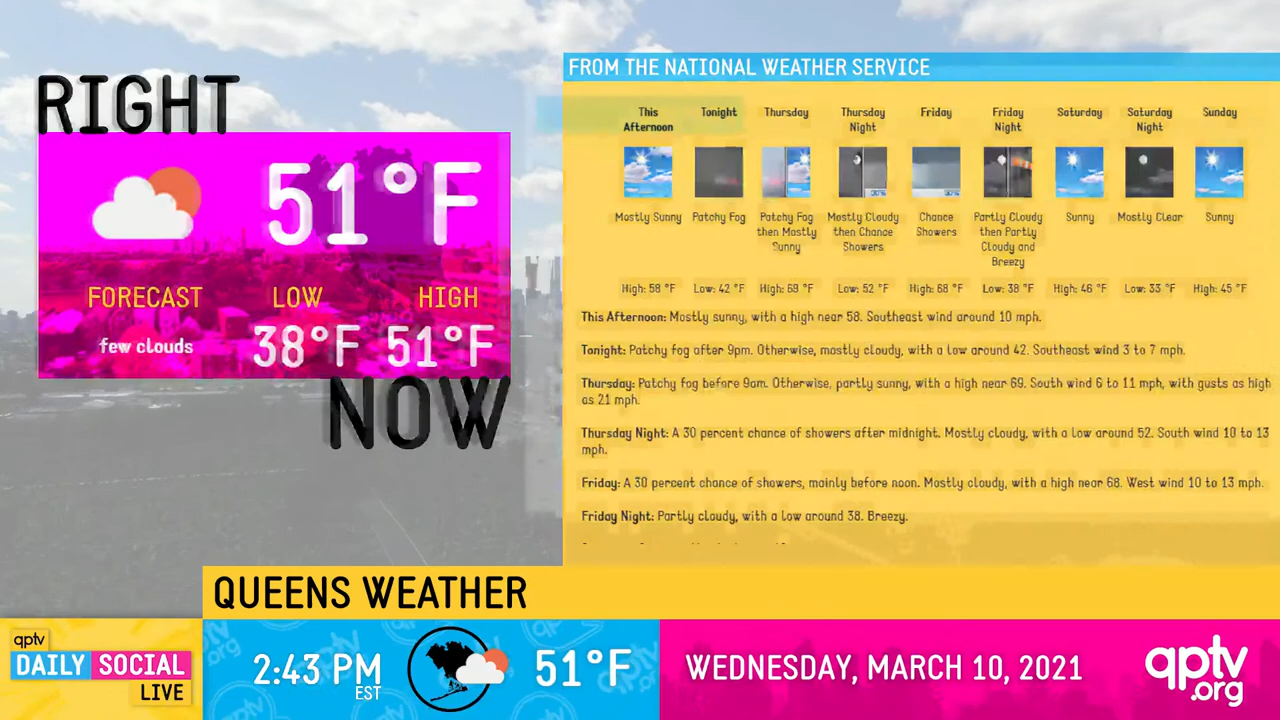 RIGHT
51°F
FORECAST LOW HIGH
few clouds 38°F 51°F
NOW
FROM THE NATIONAL WEATHER SERVICE
This Afternoon
Tonight
Thursday
Thursday Night
Friday
Friday Night
Saturday
Saturday Night
Sunday
30%
30%
Mostly Sunny
Patchy Fog
Patchy Fog
then Mostly
Sunny
Mostly Cloudy
then Chance
Showers
Chance
Showers
Partly Cloudy
then Partly
Cloudy and
Breezy
Sunny
Mostly Clear
Sunny
High: 58 °F Low: 42 °F High: 69 °F Low: 52 °F High: 68 °F Low: 38 °F High: 46 °F Low: 33 °F High: 45 °F
This Afternoon: Mostly sunny, with a high near 58. Southeast wind around 10 mph.
Tonight: Patchy fog after 9pm. Otherwise, mostly cloudy, with a low around 42. Southeast wind 3 to 7 mph.
Thursday: Patchy fog before 9am. Otherwise, partly sunny, with a high near 69. South wind 6 to 11 mph, with gusts as high
as 21 mph.
Thursday Night: A 30 percent chance of showers after midnight. Mostly cloudy, with a low around 52. South wind 10 to 13
mph.
Friday: A 30 percent chance of showers, mainly before noon. Mostly cloudy, with a high near 68. West wind 10 to 13 mph.
Friday Night: Partly cloudy, with a low around 38. Breezy.
QUEENS WEATHER
qptv
DAILY SOCIAL
LIVE
2:43 PM
EST
51°F
WEDNESDAY, MARCH 10, 2021
qptv
.org